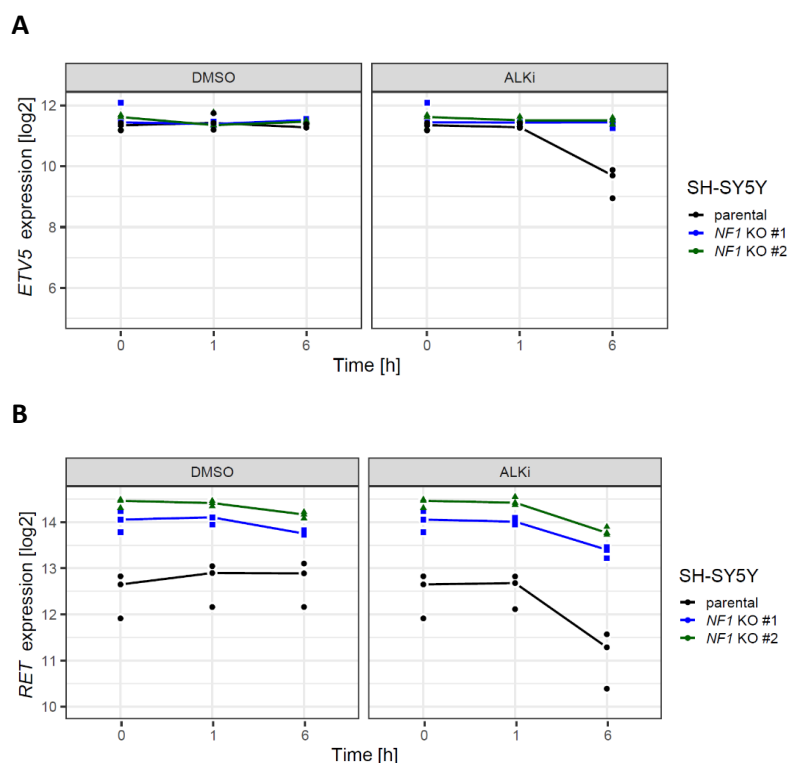 A
DMSO
ALKi
ETV5 expression [log2]
12
10
8
6
0 1 6
0 1 6
Time [h]
SH-SY5Y
parental
NF1 KO #1
NF1 KO #2
B
DMSO
ALKi
RET expression [log2]
14
13
12
11
10
0 1 6
0 1 6
Time [h]
SH-SY5Y
parental
NF1 KO #1
NF1 KO #2